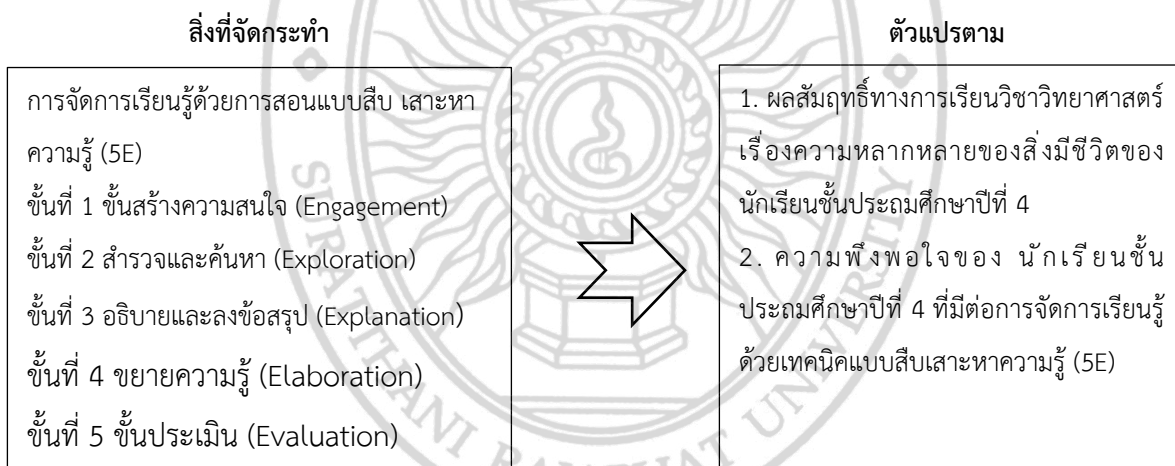 สิ่งที่จัดกระทำ
การจัดการเรียนรู้ด้วยการสอนแบบสืบ เสาะหา
ความรู้ (5E)
ขั้นที่ 1 ขั้นสร้างความสนใจ (Engagement)
ขั้นที่ 2 สำรวจและค้นหา (Exploration)
ขั้นที่ 3 อธิบายและลงข้อสรุป (Explanation)
ขั้นที่ 4 ขยายความรู้ (Elaboration)
ขั้นที่ 5 ขั้นประเมิน (Evaluation)
ตัวแปรตาม
1. ผลสัมฤทธิ์ทางการเรียนวิชาวิทยาศาสตร์
เรื่องความหลากหลายของสิ่งมีชีวิตของ
นักเรียนชั้นประถมศึกษาปีที่ 4
2. ความพึงพอใจของ นักเรียนชั้น
ประถมศึกษาปีที่ 4 ที่มีต่อการจัดการเรียนรู้
ด้วยเทคนิคแบบสืบเสาะหาความรู้ (5E)